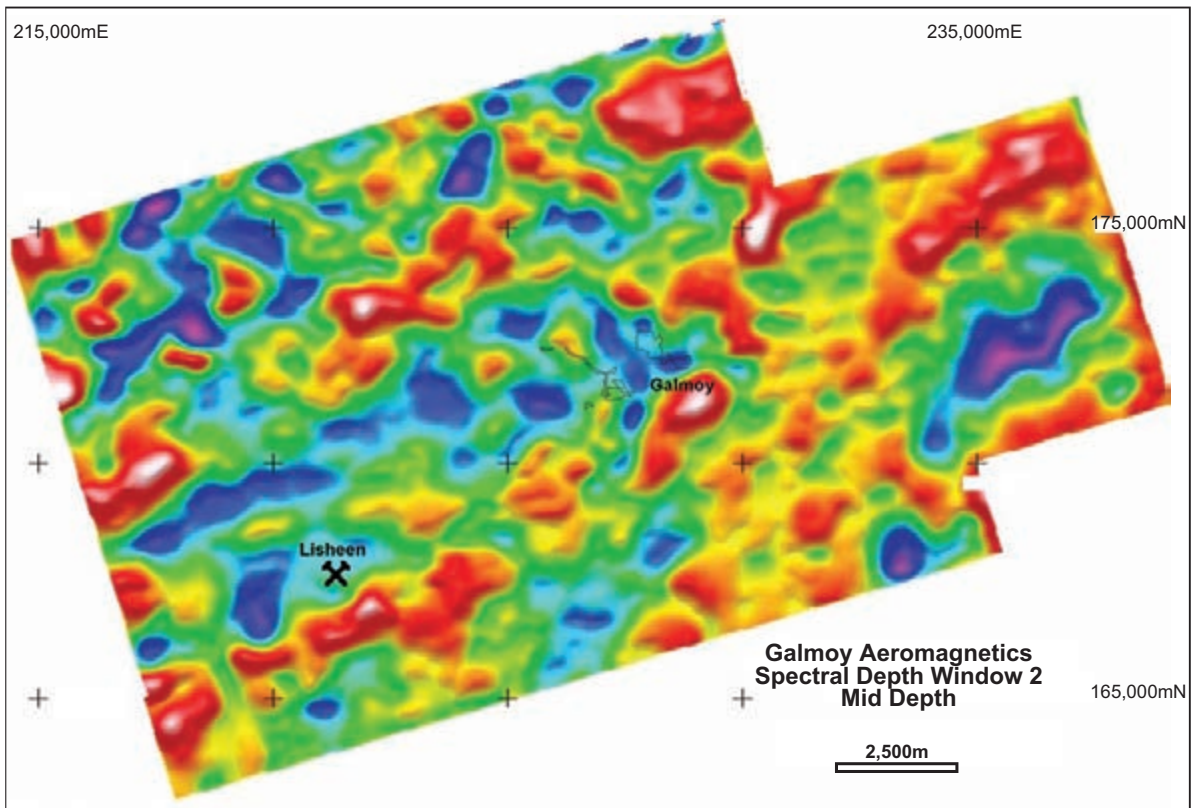 215,000mE
235,000mE
175,000mN
Galmoy
Lisheen
Galmoy Aeromagnetics
Spectral Depth Window 2
Mid Depth
165,000mN
2,500m